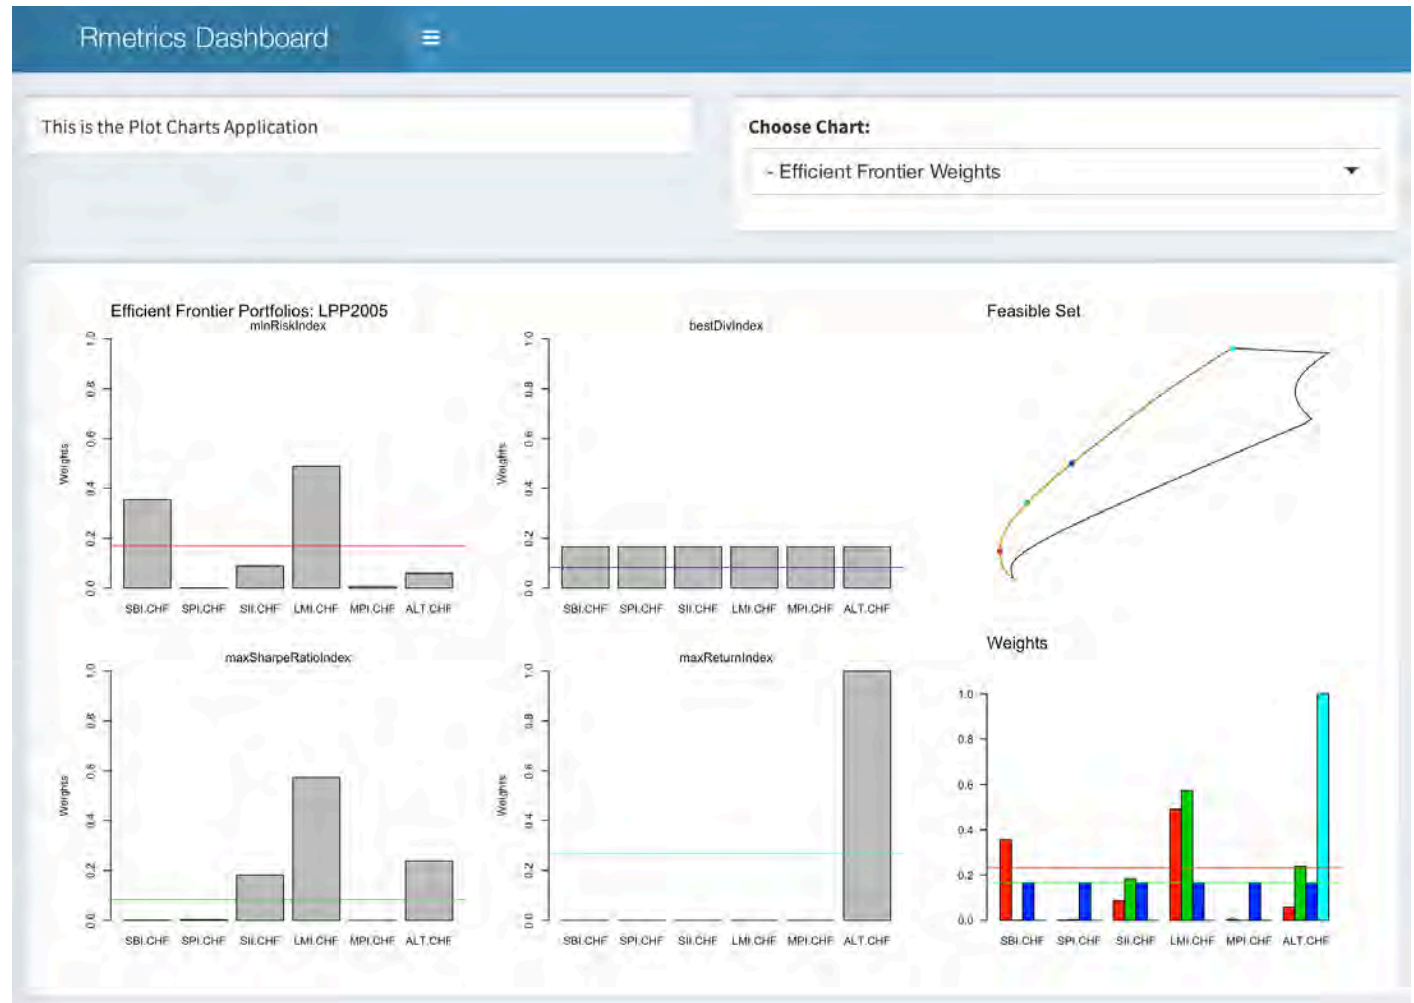 Rmetrics Dashboard
This is the Plot Charts Application
Choose Chart:
- Efficient Frontier Weights
Efficient Frontier Portfolios: LPP2005
minRiskIndex
Weights
0.0 0.2 0.4 0.6 0.8 1.0
SBI.CHF SPI.CHF SII.CHF LMI.CHF MPI.CHF ALT.CHF
bestDivIndex
Weights
0.0 0.2 0.4 0.6 0.8 1.0
SBI.CHF SPI.CHF SII.CHF LMI.CHF MPI.CHF ALT.CHF
Feasible Set
maxSharpeRatioIndex
Weights
0.0 0.2 0.4 0.6 0.8 1.0
SBI.CHF SPI.CHF SII.CHF LMI.CHF MPI.CHF ALT.CHF
maxReturnIndex
Weights
0.0 0.2 0.4 0.6 0.8 1.0
SBI.CHF SPI.CHF SII.CHF LMI.CHF MPI.CHF ALT.CHF
Weights
1.0
0.8
0.6
0.4
0.2
0.0
SBI.CHF SPI.CHF SII.CHF LMI.CHF MPI.CHF ALT.CHF